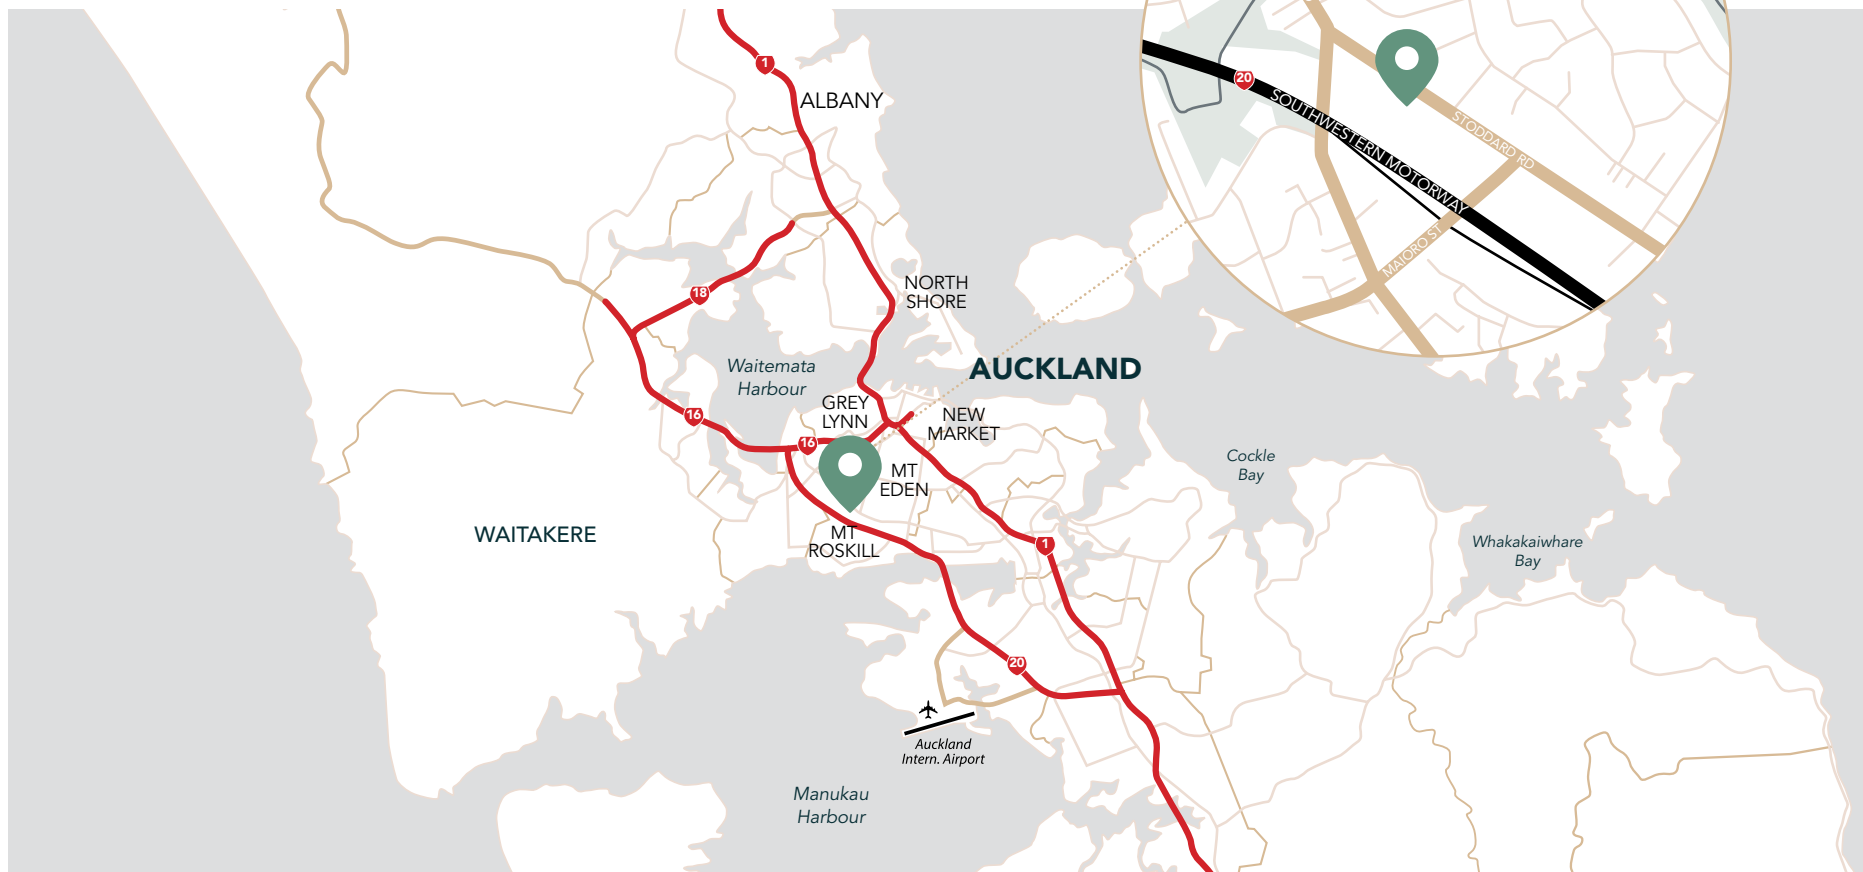 1
ALBANY
20
SOUTHWESTERN MOTORWAY
STODDARD RD
MAIORO ST
18
NORTH
SHORE
Waitemata
Harbour
AUCKLAND
GREY
LYNN
NEW
MARKET
16
16
MT
EDEN
Cockle
Bay
WAITAKERE
MT
ROSKILL
1
Whakakaiwhare
Bay
20
Auckland
Intern. Airport
Manukau
Harbour